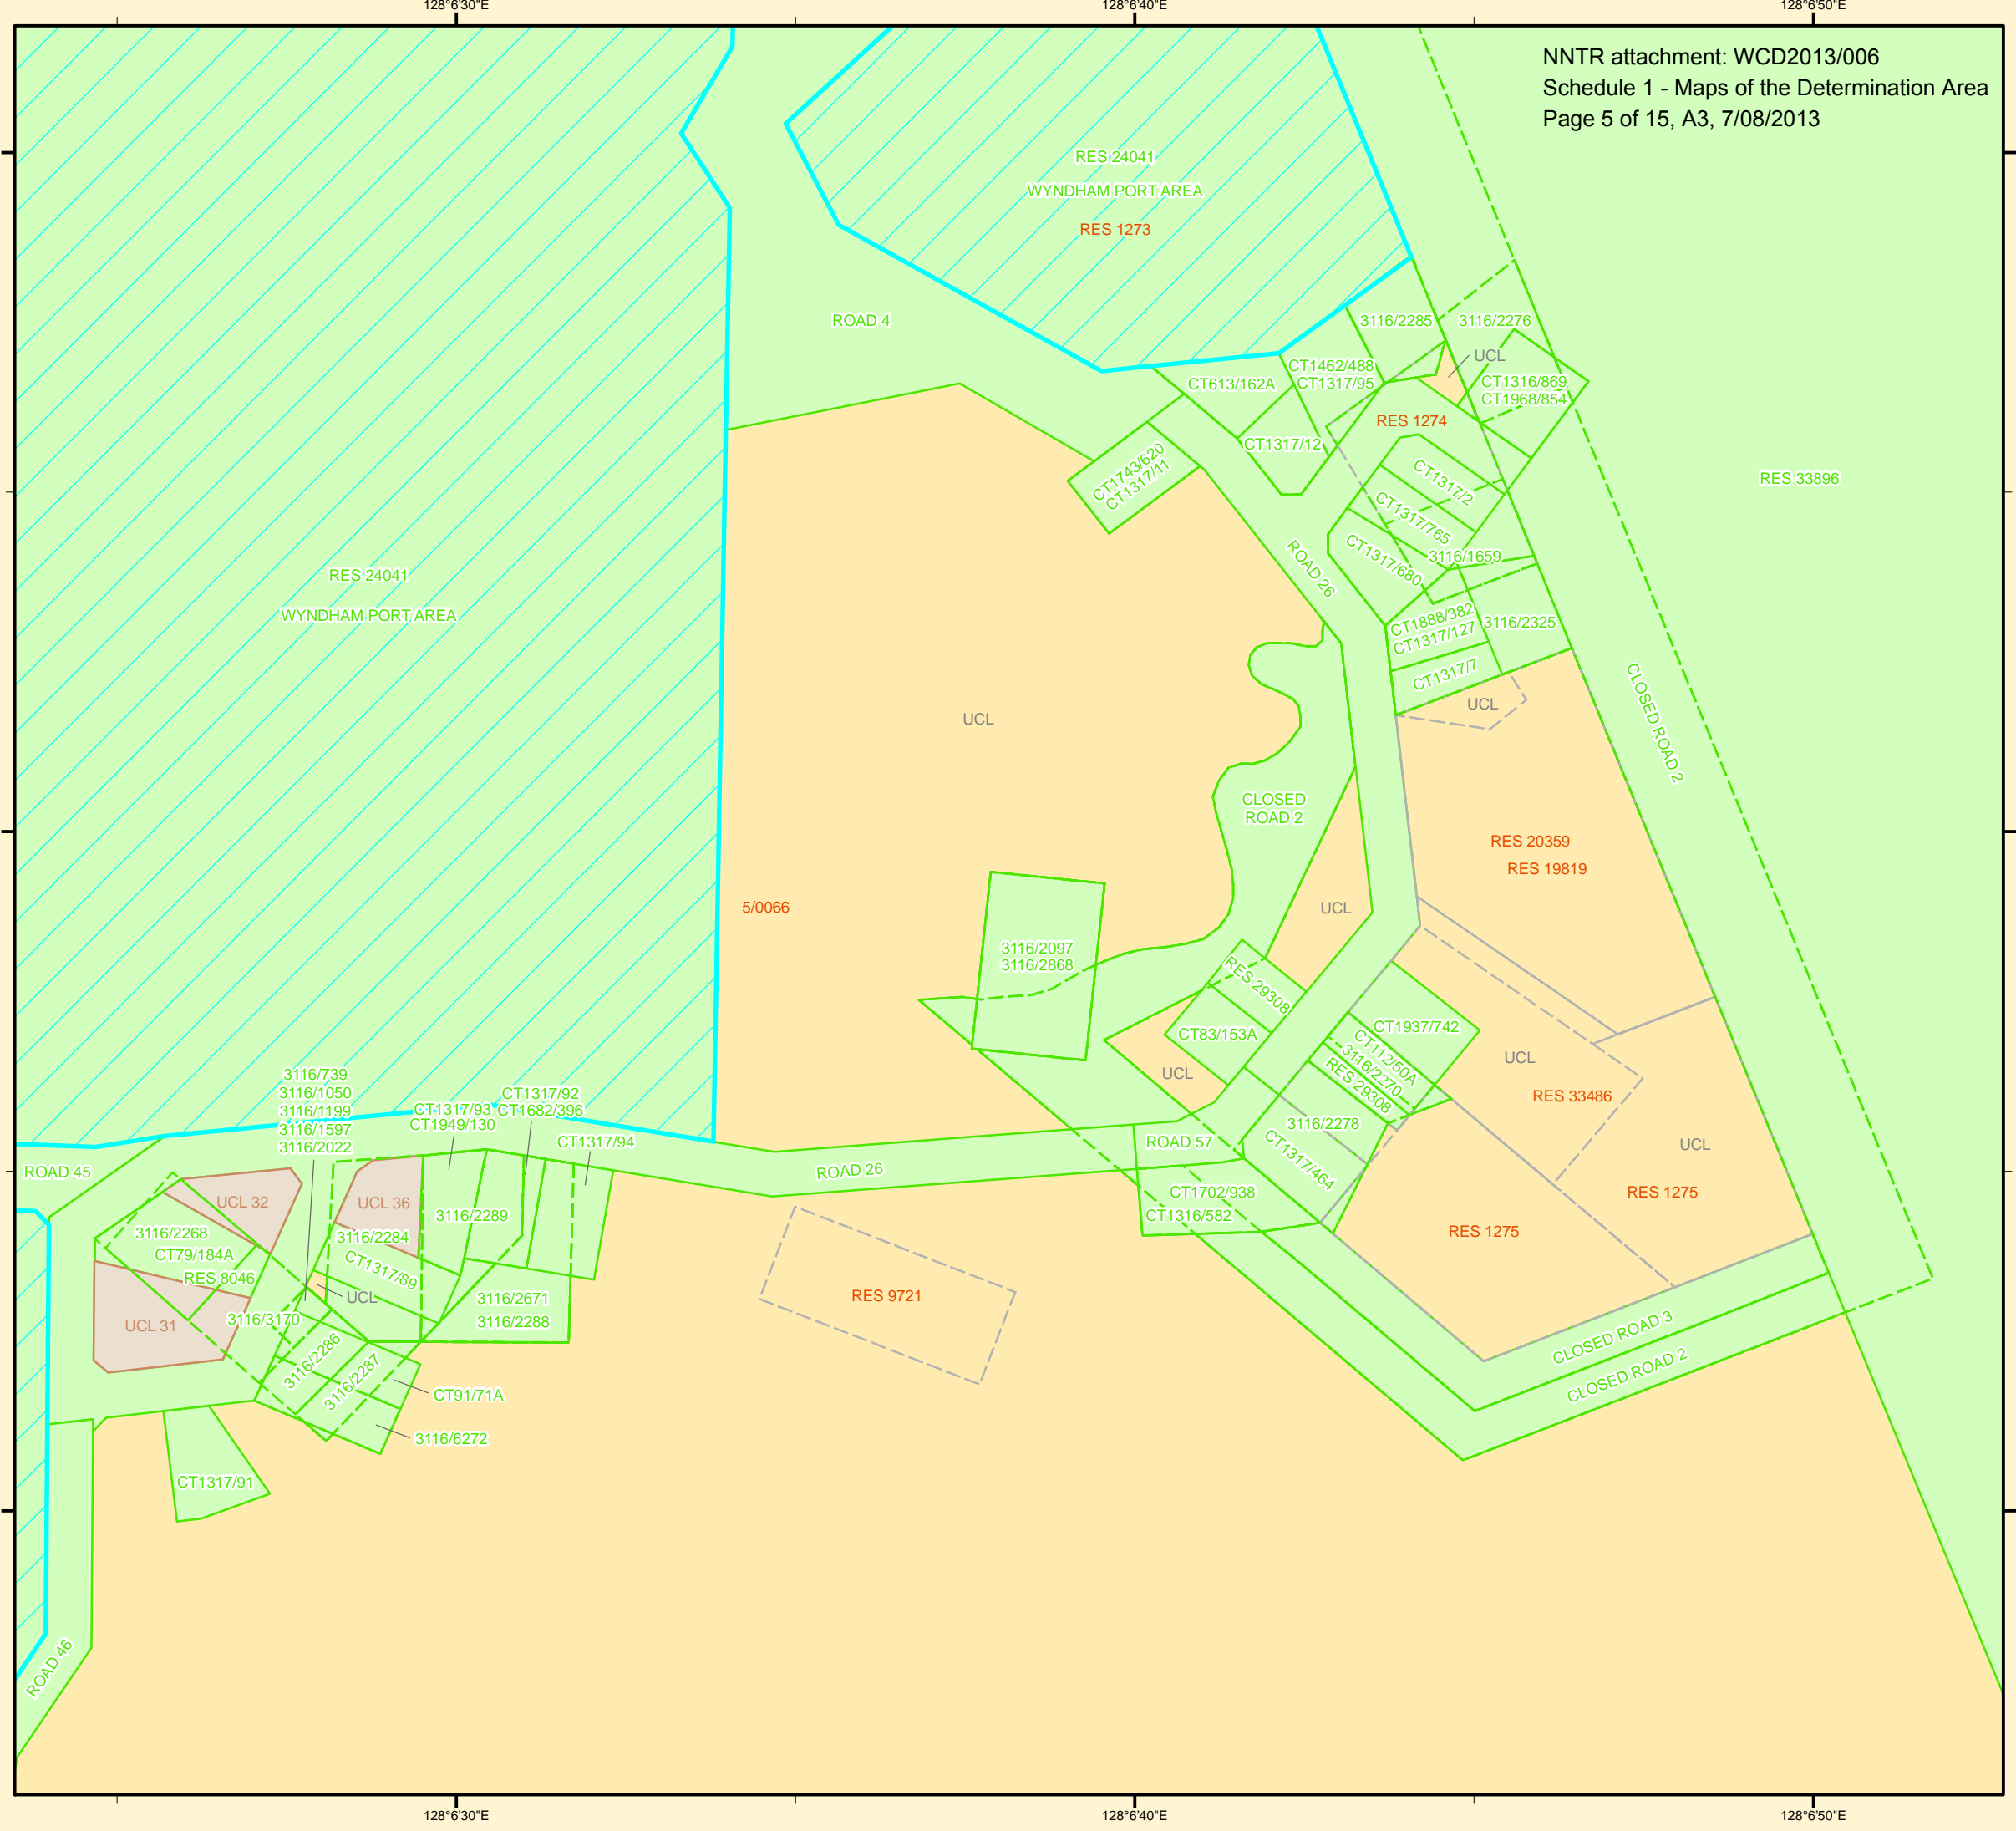 128°6'30"E
128°6'40"E
128°6'50"E
NNTR attachment: WCD2013/006
Schedule 1 - Maps of the Determination Area
Page 5 of 15, A3, 7/08/2013
RES 24041
WYNDHAM PORT AREA
RES 1273
ROAD 4
3116/2285
3116/2276
UCL
CT1462/488
CT1317/95
CT613/162A
CT1316/869
CT1968/854
RES 1274
CT1317/12
CT1743/620
CT1317/11
CT1317/2
RES 33896
CT1317/765
3116/1659
CT1317/680
ROAD 26
RES 24041
WYNDHAM PORT AREA
CT1888/382
CT1317/127
3116/2325
CT1317/7
UCL
UCL
CLOSED ROAD 2
CLOSED
ROAD 2
RES 20359
RES 19819
5/0066
UCL
3116/2097
3116/2868
RES 29308
CT83/153A
CT1937/742
CT112/50A
3116/2270
RES 29308
UCL
UCL
RES 33486
3116/739
3116/1050
3116/1199
3116/1597
3116/2022
CT1317/93
CT1949/130
CT1317/92
CT1682/396
CT1317/94
3116/2278
CT1317/464
UCL
ROAD 57
ROAD 45
ROAD 26
CT1702/938
CT1316/582
RES 1275
RES 1275
UCL 32
UCL 36
3116/2289
3116/2268
3116/2284
CT79/184A
CT1317/89
RES 8046
UCL
3116/2671
3116/2288
RES 9721
UCL 31
3116/3170
3116/2286
3116/2287
CLOSED ROAD 3
CLOSED ROAD 2
CT91/71A
3116/6272
CT1317/91
ROAD 46
128°6'30"E
128°6'40"E
128°6'50"E